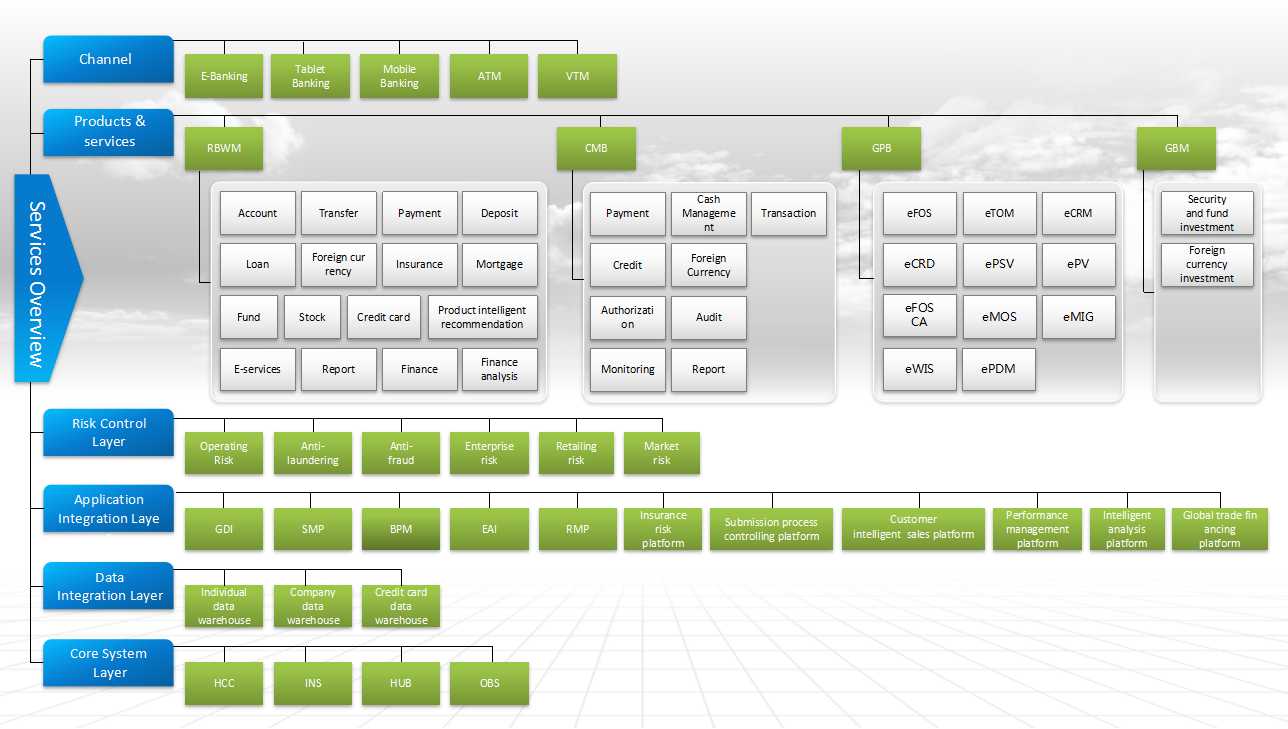 Services Overview
Channel
E-Banking
Tablet
Banking
Mobile
Banking
ATM
VTM
Products &
services
RBWM
CMB
GPB
GBM
Account
Transfer
Payment
Deposit
Loan
Foreign cur
rency
Insurance
Mortgage
Fund
Stock
Credit card
Product intelligent
recommendation
E-services
Report
Finance
Finance
analysis
Payment
Cash
Manageme
nt
Transaction
Credit
Foreign
Currency
Authorizati
on
Audit
Monitoring
Report
eFOS
eTOM
eCRM
eCRD
ePSV
ePV
eFOS
CA
eMOS
eMIG
eWIS
ePDM
Security
and fund
investment
Foreign
currency
investment
Risk Control
Layer
Operating
Risk
Anti-
laundering
Anti-
fraud
Enterprise
risk
Retailing
risk
Market
risk
Application
Integration Laye
GDI
SMP
BPM
EAI
RMP
Insurance
risk
platform
Submission process
controlling platform
Customer
intelligent sales platform
Performance
management
platform
Intelligent
analysis
platform
Global trade fin
ancing
platform
Data
Integration Layer
Individual
data
warehouse
Company
data
warehouse
Credit card
data
warehouse
Core System
Layer
HCC
INS
HUB
OBS